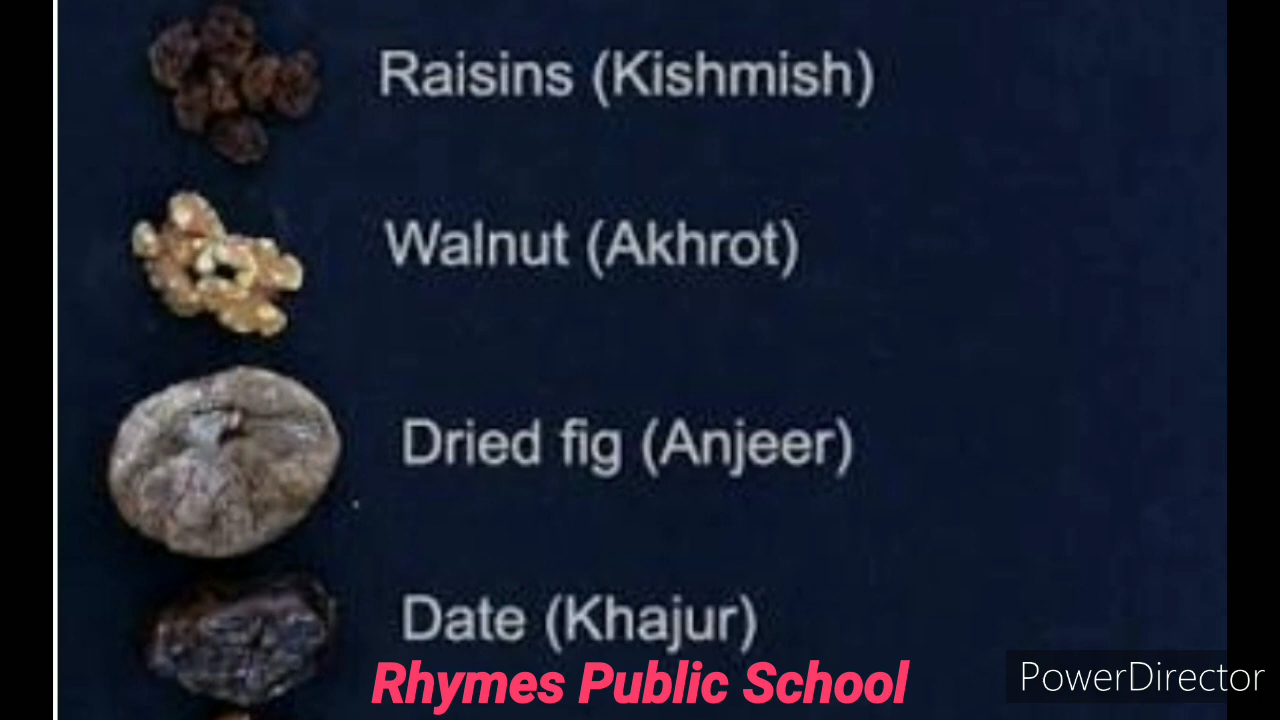 Raisins (Kishmish)
Walnut (Akhrot)
Dried fig (Anjeer)
Date (Khajur)
Rhymes Public School
PowerDirector